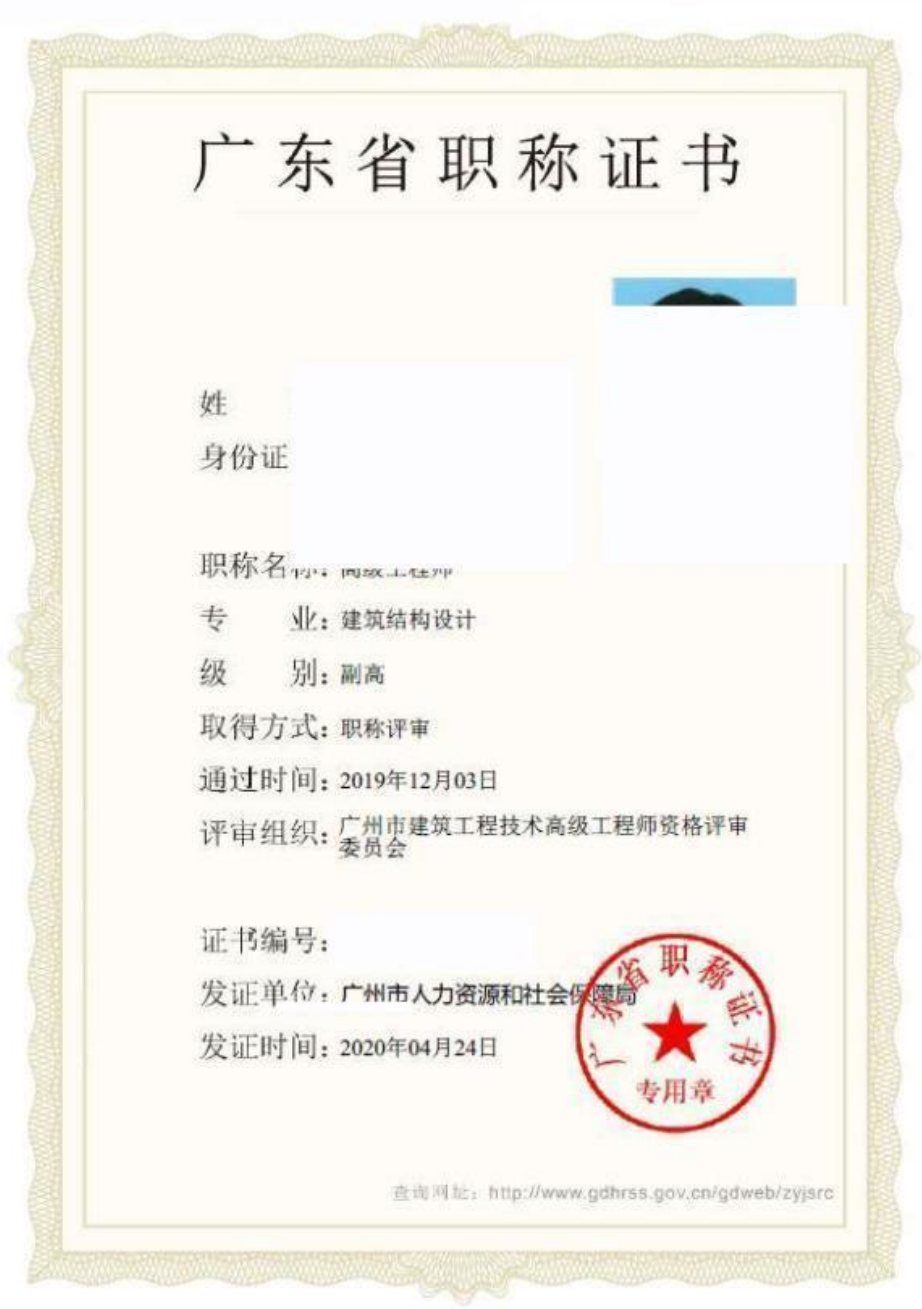 广东省职称证书
姓
身份证
职称名称：高级工程师
专 业：建筑结构设计
级 别：副高
取得方式：职称评审
通过时间：2019年12月03日
评审组织：广州市建筑工程技术高级工程师资格评审
委员会
证书编号：
发证单位：广州市人力资源和社会保障局
发证时间：2020年04月24日
广东省职称证书
专用章
查询网址：http://www.gdhrss.gov.cn/gdweb/zyjsrc